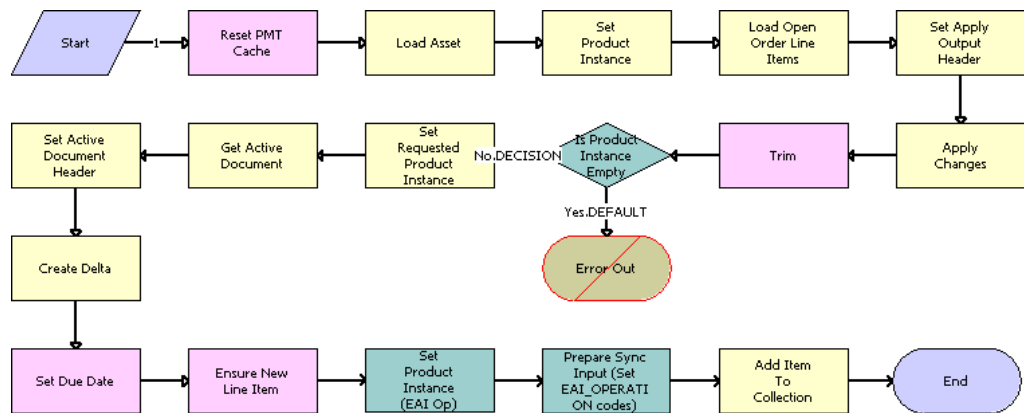 Start
1
Reset PMT
Cache
Load Asset
Set
Product
Instance
Load Open
Order Line
Items
Set Apply
Output
Header
Set Active
Document
Header
Get Active
Document
Set
Requested
Product
Instance
No.DECISION
Is Product
Instance
Empty
Trim
Apply
Changes
Yes.DEFAULT
Create Delta
Error Out
Set Due Date
Ensure New
Line Item
Set
Product
Instance
(EAI Op)
Prepare Sync
Input (Set
EAI_OPERATI
ON codes)
Add Item
To
Collection
End